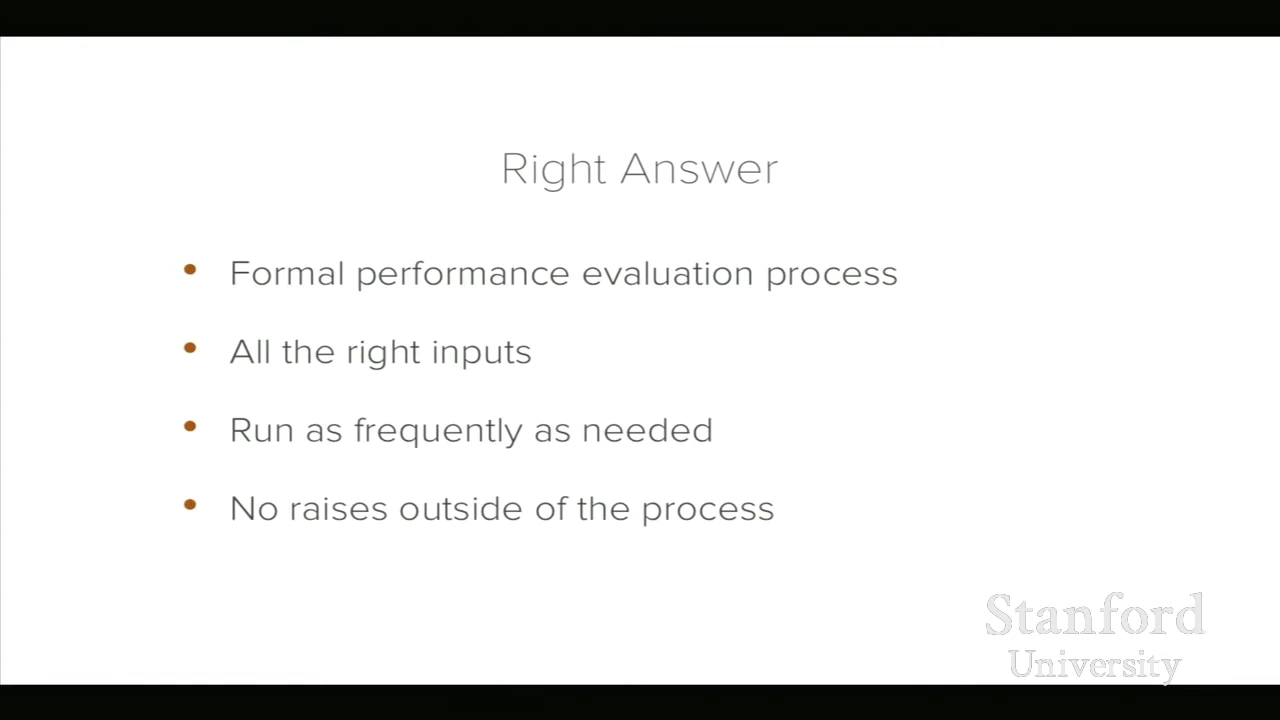 Right Answer
Formal performance evaluation process
All the right inputs
Run as frequently as needed
No raises outside of the process
Stanford
University